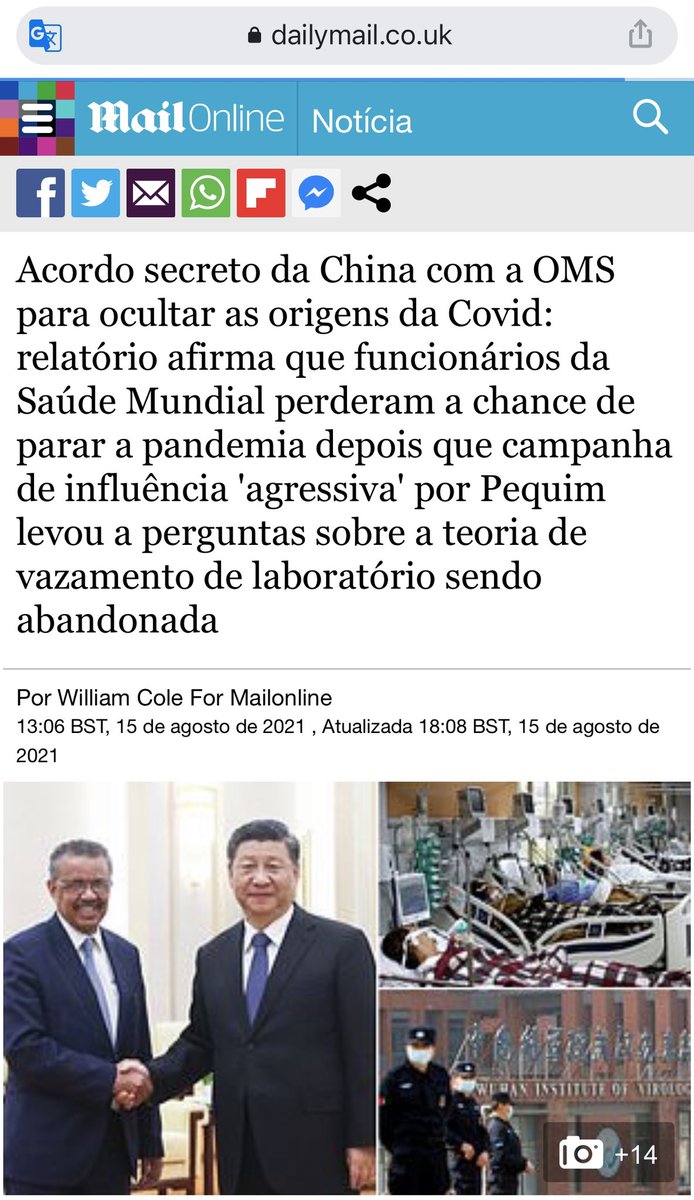 dailymail.co.uk
MailOnline
Notícia
Acordo secreto da China com a OMS
para ocultar as origens da Covid:
relatório afirma que funcionários da
Saúde Mundial perderam a chance de
parar a pandemia depois que campanha
de influência 'agressiva' por Pequim
levou a perguntas sobre a teoria de
vazamento de laboratório sendo
abandonada
Por William Cole For Mailonline
13:06 BST, 15 de agosto de 2021 , Atualizada 18:08 BST, 15 de agosto de
2021
WUHAN INSTITUTE OF VIROLOG
+14